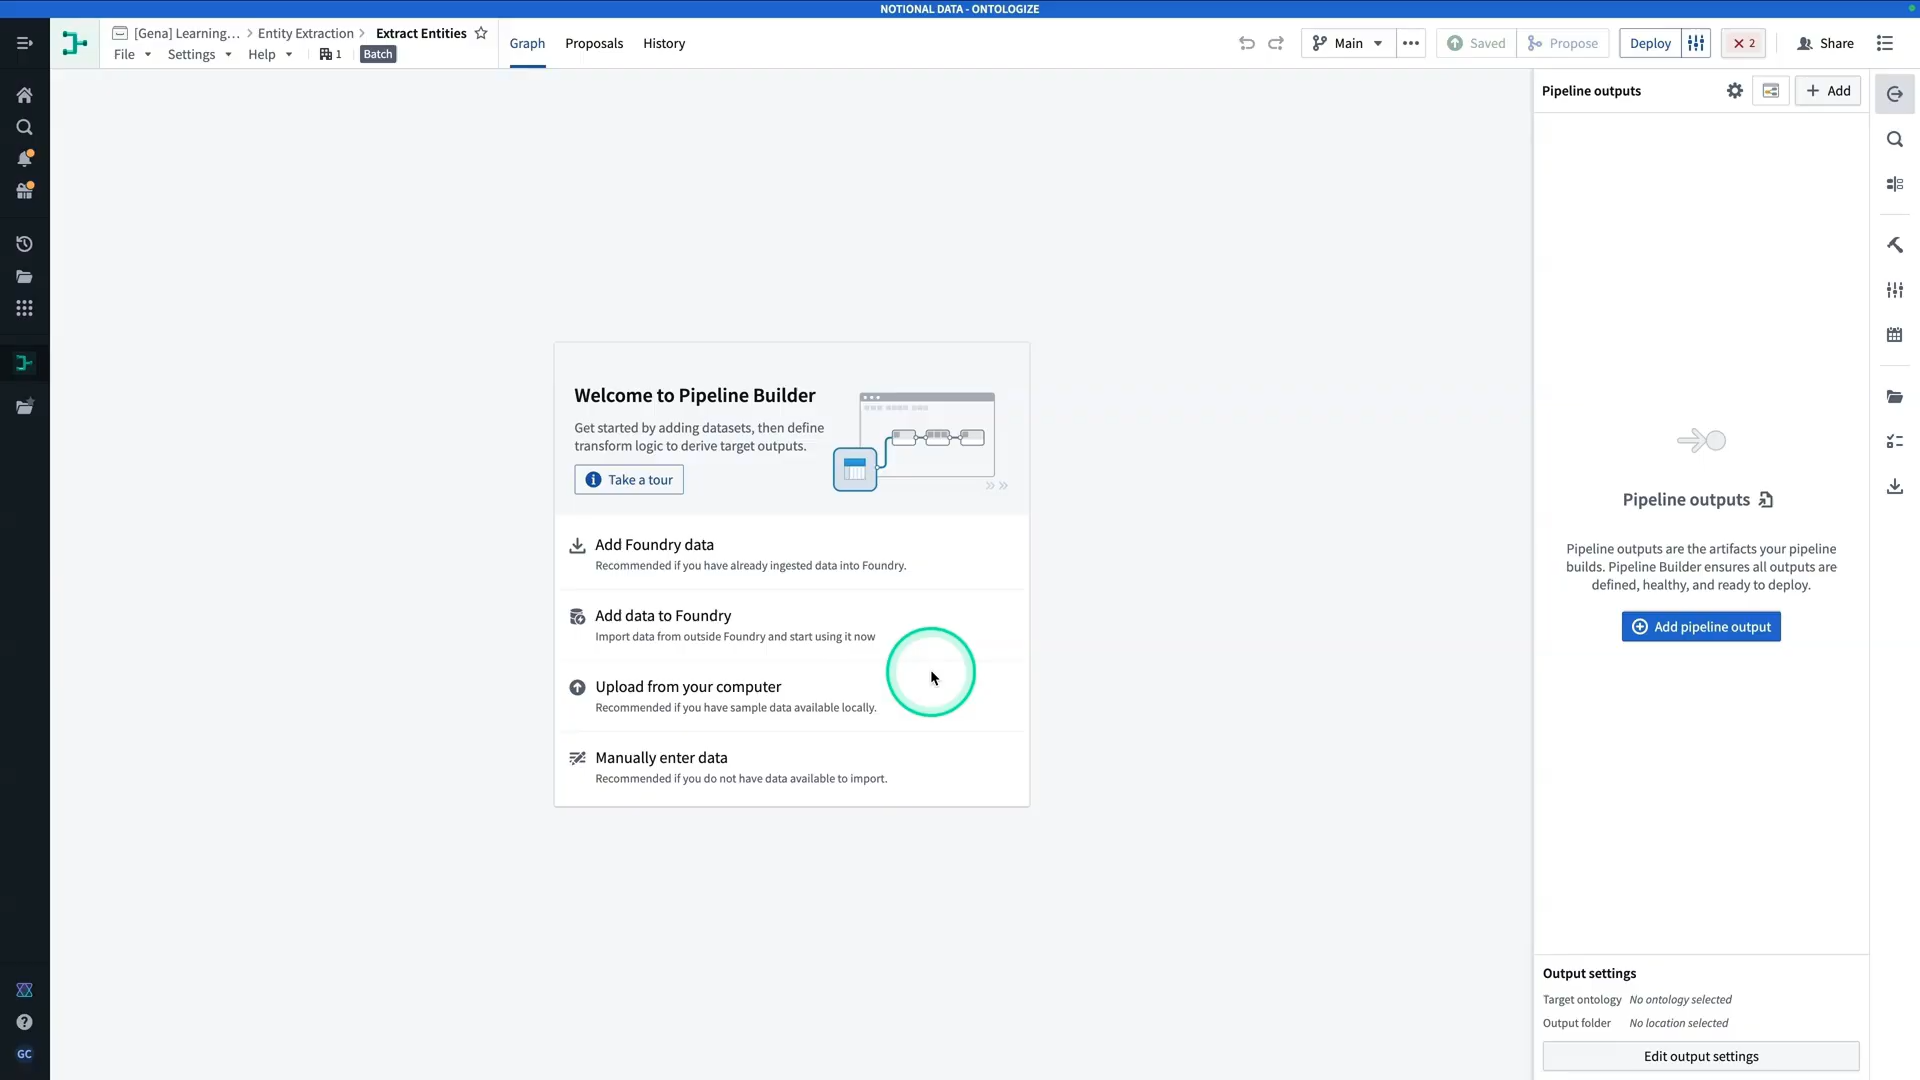 NOTIONAL DATA - ONTOLOGIZE
[Gena] Learning... > Entity Extraction > Extract Entities
File Settings Help 1 Batch
Graph Proposals History
Main Saved Propose Deploy 2 Share
Welcome to Pipeline Builder
Get started by adding datasets, then define
transform logic to derive target outputs.
Take a tour
Add Foundry data
Recommended if you have already ingested data into Foundry.
Add data to Foundry
Import data from outside Foundry and start using it now
Upload from your computer
Recommended if you have sample data available locally.
Manually enter data
Recommended if you do not have data available to import.
Pipeline outputs
Add
Pipeline outputs
Pipeline outputs are the artifacts your pipeline
builds. Pipeline Builder ensures all outputs are
defined, healthy, and ready to deploy.
Add pipeline output
Output settings
Target ontology No ontology selected
Output folder No location selected
Edit output settings
GC